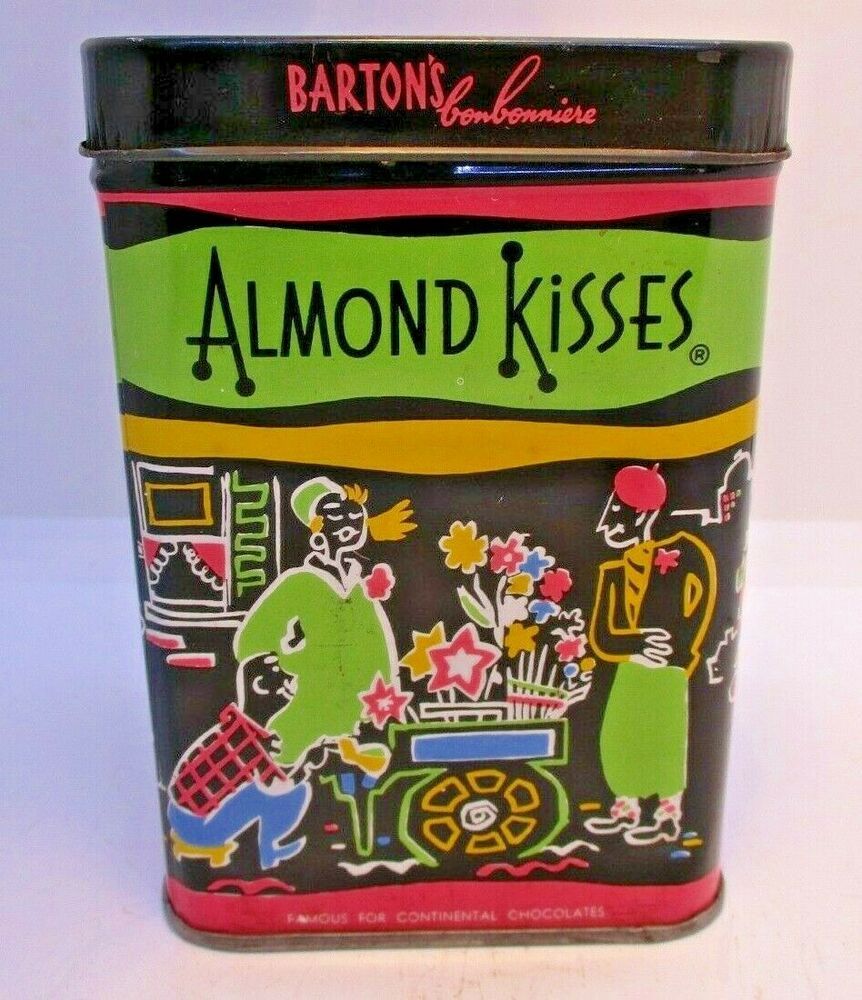 BARTON'S bonbonniere
ALMOND KISSES ®
FAMOUS FOR CONTINENTAL CHOCOLATES